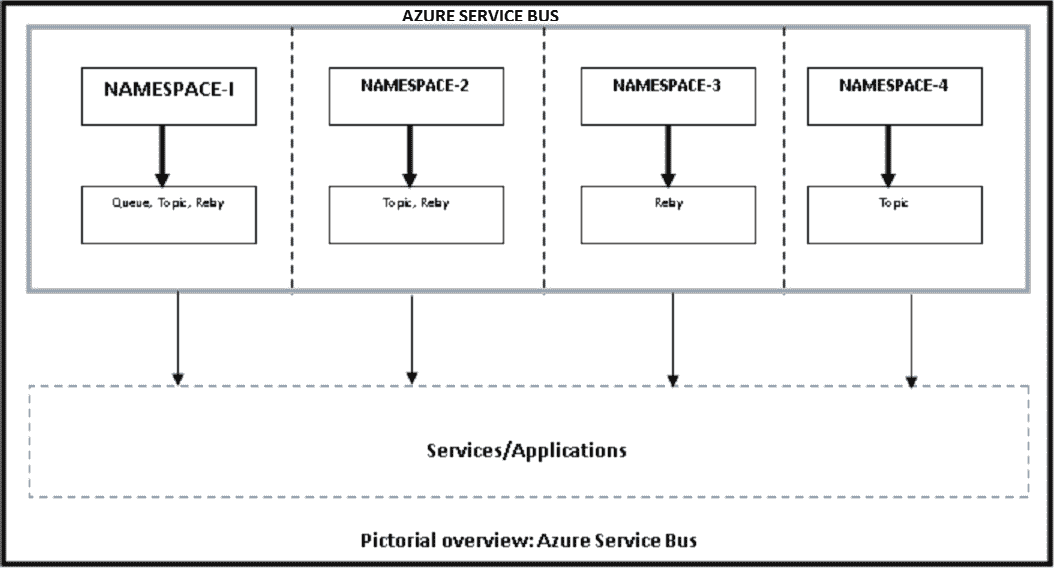 AZURE SERVICE BUS
NAMESPACE-1
NAMESPACE-2
NAMESPACE-3
NAMESPACE-4
Queue, Topic, Relay
Topic, Relay
Relay
Topic
Services/Applications
Pictorial overview: Azure Service Bus